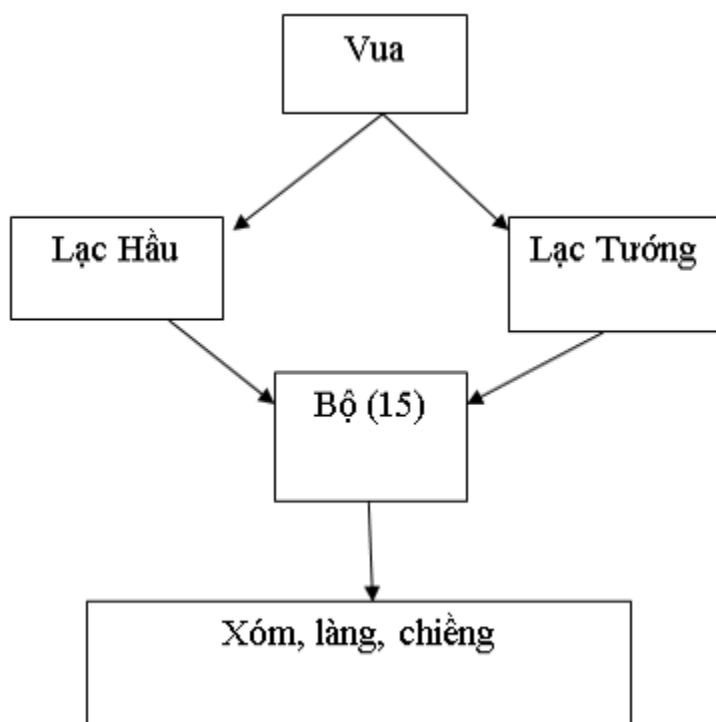 Vua
Lạc Hầu
Lạc Tướng
Bộ (15)
Xóm, làng, chiềng